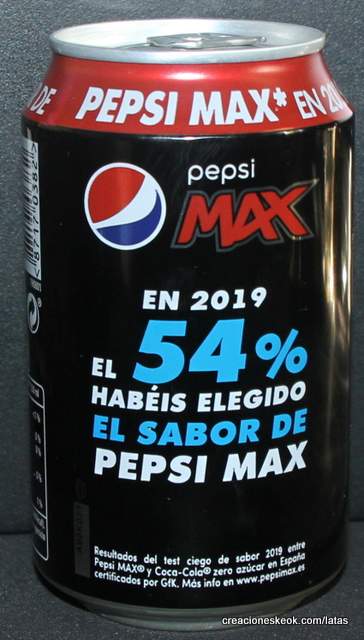 DE PEPSI MAX* EN 20
pepsi
MAX
EN 2019
EL 54%
HABÉIS ELEGIDO
EL SABOR DE
PEPSI MAX
Resultados del test ciego de sabor 2019 entre
Pepsi MAX® y Coca-Cola® zero azúcar en España
certificados por GfK. Más info en www.pepsimax.es
creacioneskeok.com/latas